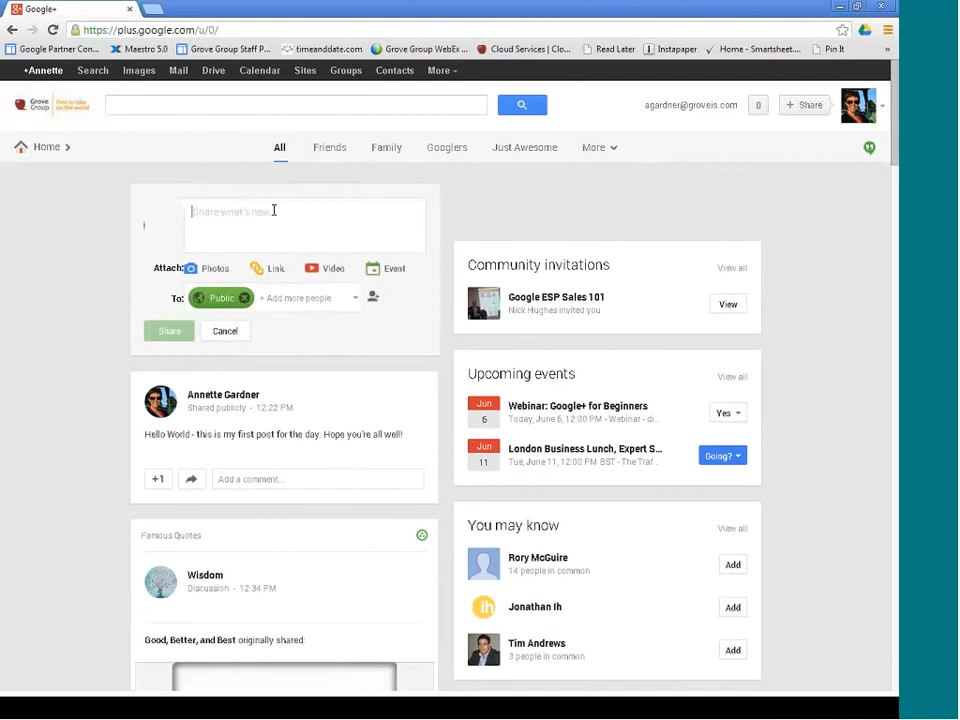 Google+
https://plus.google.com/u/0/
Google Partner Con... Maestro 5.0 Grove Group Staff P... timeanddate.com Grove Group WebEx ... Cloud Services | Clo... Read Later Instapaper Home - Smartsheet.... Pin It »
+Annette Search Images Mail Drive Calendar Sites Groups Contacts More
Grove Group Free to take on the world
agardner@groveis.com 0 + Share
Home All Friends Family Googlers Just Awesome More
Share what's new...
Attach: Photos Link Video Event
To: Public + Add more people
Share Cancel
Annette Gardner
Shared publicly - 12:22 PM
Hello World - this is my first post for the day. Hope you're all well!
+1 Add a comment...
Famous Quotes
Wisdom
Discussion - 12:34 PM
Good, Better, and Best originally shared:
Community invitations View all
Google ESP Sales 101
Nick Hughes invited you
View
Upcoming events View all
Jun 6
Webinar: Google+ for Beginners
Today, June 6, 12:00 PM - Webinar - di...
Yes
Jun 11
London Business Lunch, Expert S...
Tue, June 11, 12:00 PM BST - The Traf...
Going?
You may know View all
Rory McGuire
14 people in common
Add
Jonathan Ih
Add
Tim Andrews
3 people in common
Add